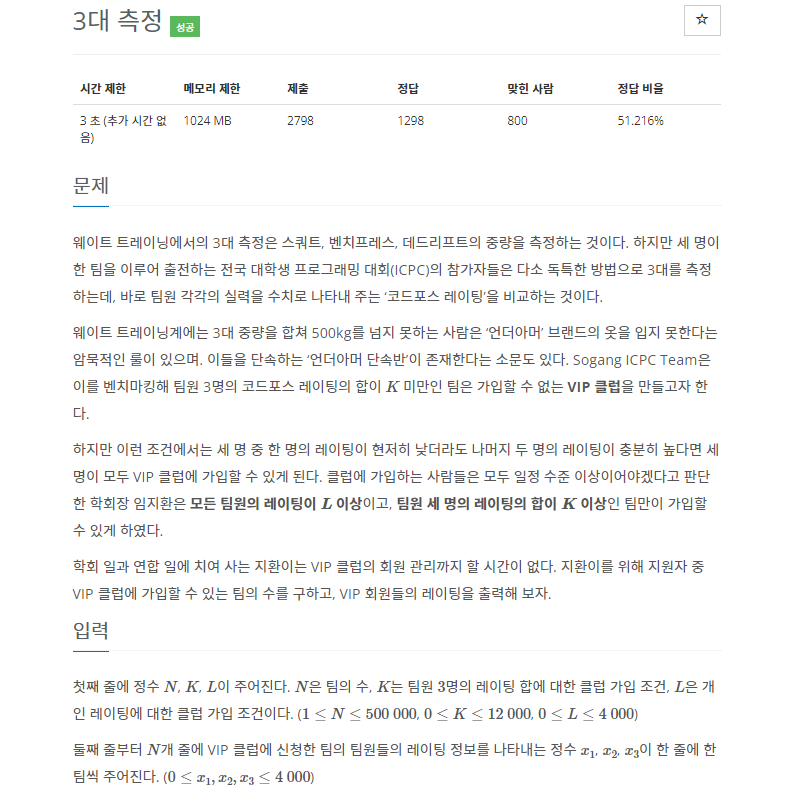 3대 측정 성공
☆
시간 제한 메모리 제한 제출 정답 맞힌 사람 정답 비율
3 초 (추가 시간 없음) 1024 MB 2798 1298 800 51.216%
문제
웨이트 트레이닝에서의 3대 측정은 스쿼트, 벤치프레스, 데드리프트의 중량을 측정하는 것이다. 하지만 세 명이
한 팀을 이루어 출전하는 전국 대학생 프로그래밍 대회(ICPC)의 참가자들은 다소 독특한 방법으로 3대를 측정
하는데, 바로 팀원 각각의 실력을 수치로 나타내 주는 ‘코드포스 레이팅’을 비교하는 것이다.
웨이트 트레이닝계에는 3대 중량을 합쳐 500kg를 넘지 못하는 사람은 ‘언더아머’ 브랜드의 옷을 입지 못한다는
암묵적인 룰이 있으며. 이들을 단속하는 ‘언더아머 단속반’이 존재한다는 소문도 있다. Sogang ICPC Team은
이를 벤치마킹해 팀원 3명의 코드포스 레이팅의 합이 K 미만인 팀은 가입할 수 없는 VIP 클럽을 만들고자 한
다.
하지만 이런 조건에서는 세 명 중 한 명의 레이팅이 현저히 낮더라도 나머지 두 명의 레이팅이 충분히 높다면 세
명이 모두 VIP 클럽에 가입할 수 있게 된다. 클럽에 가입하는 사람들은 모두 일정 수준 이상이어야겠다고 판단
한 학회장 임지환은 모든 팀원의 레이팅이 L 이상이고, 팀원 세 명의 레이팅의 합이 K 이상인 팀만이 가입할
수 있게 하였다.
학회 일과 연합 일에 치여 사는 지환이는 VIP 클럽의 회원 관리까지 할 시간이 없다. 지환이를 위해 지원자 중
VIP 클럽에 가입할 수 있는 팀의 수를 구하고, VIP 회원들의 레이팅을 출력해 보자.
입력
첫째 줄에 정수 N, K, L이 주어진다. N은 팀의 수, K는 팀원 3명의 레이팅 합에 대한 클럽 가입 조건, L은 개
인 레이팅에 대한 클럽 가입 조건이다. (1 ≤ N ≤ 500 000, 0 ≤ K ≤ 12 000, 0 ≤ L ≤ 4 000)
둘째 줄부터 N개 줄에 VIP 클럽에 신청한 팀의 팀원들의 레이팅 정보를 나타내는 정수 x₁, x₂, x₃이 한 줄에 한
팀씩 주어진다. (0 ≤ x₁, x₂, x₃ ≤ 4 000)